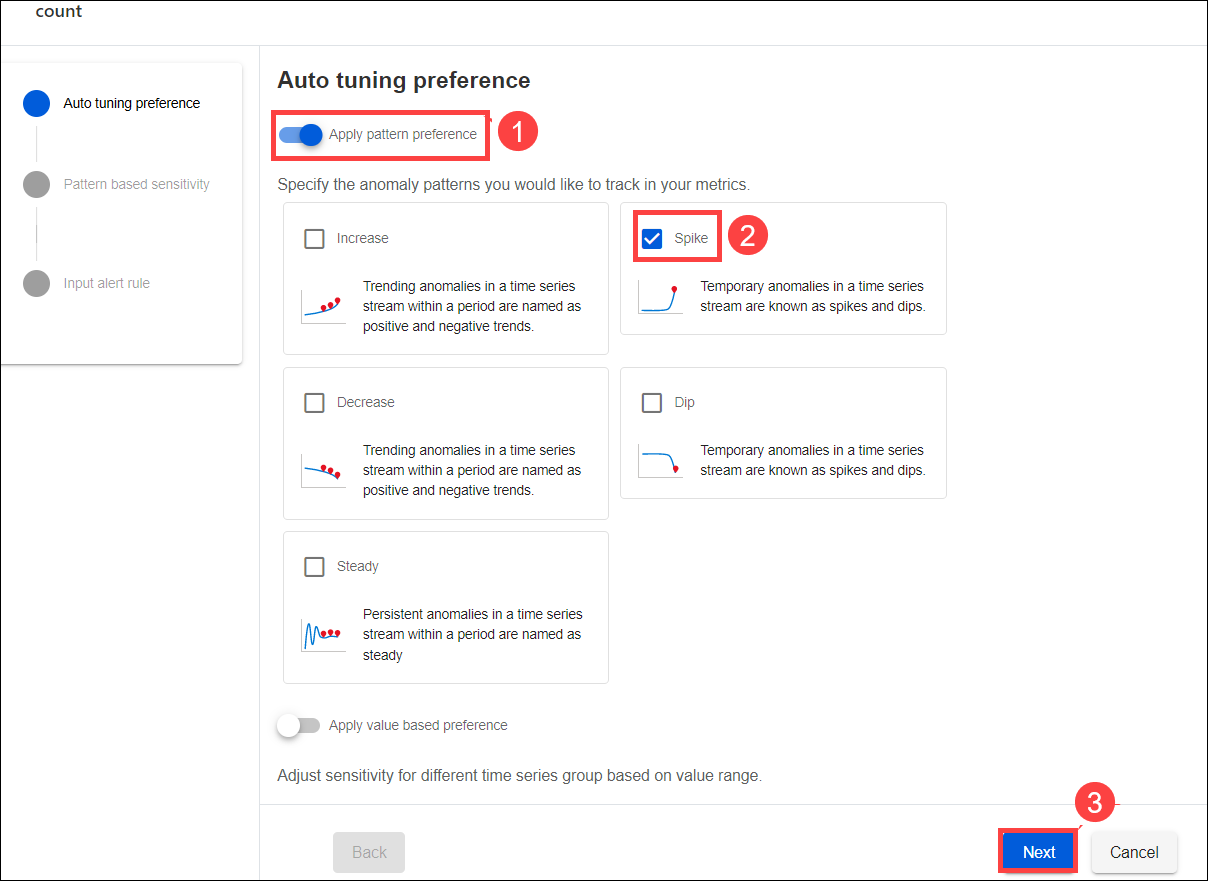 count
Auto tuning preference
Pattern based sensitivity
Input alert rule
Auto tuning preference
Apply pattern preference
1
Specify the anomaly patterns you would like to track in your metrics.
Increase
Trending anomalies in a time series
stream within a period are named as
positive and negative trends.
Spike
2
Temporary anomalies in a time series
stream are known as spikes and dips.
Decrease
Trending anomalies in a time series
stream within a period are named as
positive and negative trends.
Dip
Temporary anomalies in a time series
stream are known as spikes and dips.
Steady
Persistent anomalies in a time series
stream within a period are named as
steady
Apply value based preference
Adjust sensitivity for different time series group based on value range.
3
Back
Next
Cancel